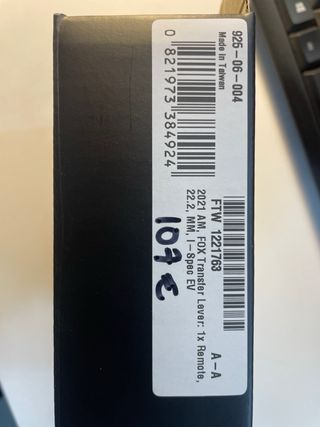 925-06-004
Made in Taiwan
0 821973 384924
FTW 1221763
A-A
2021 AM, FOX Transfer Lever: 1x Remote,
22.2, MM, I-Spec EV
107 €